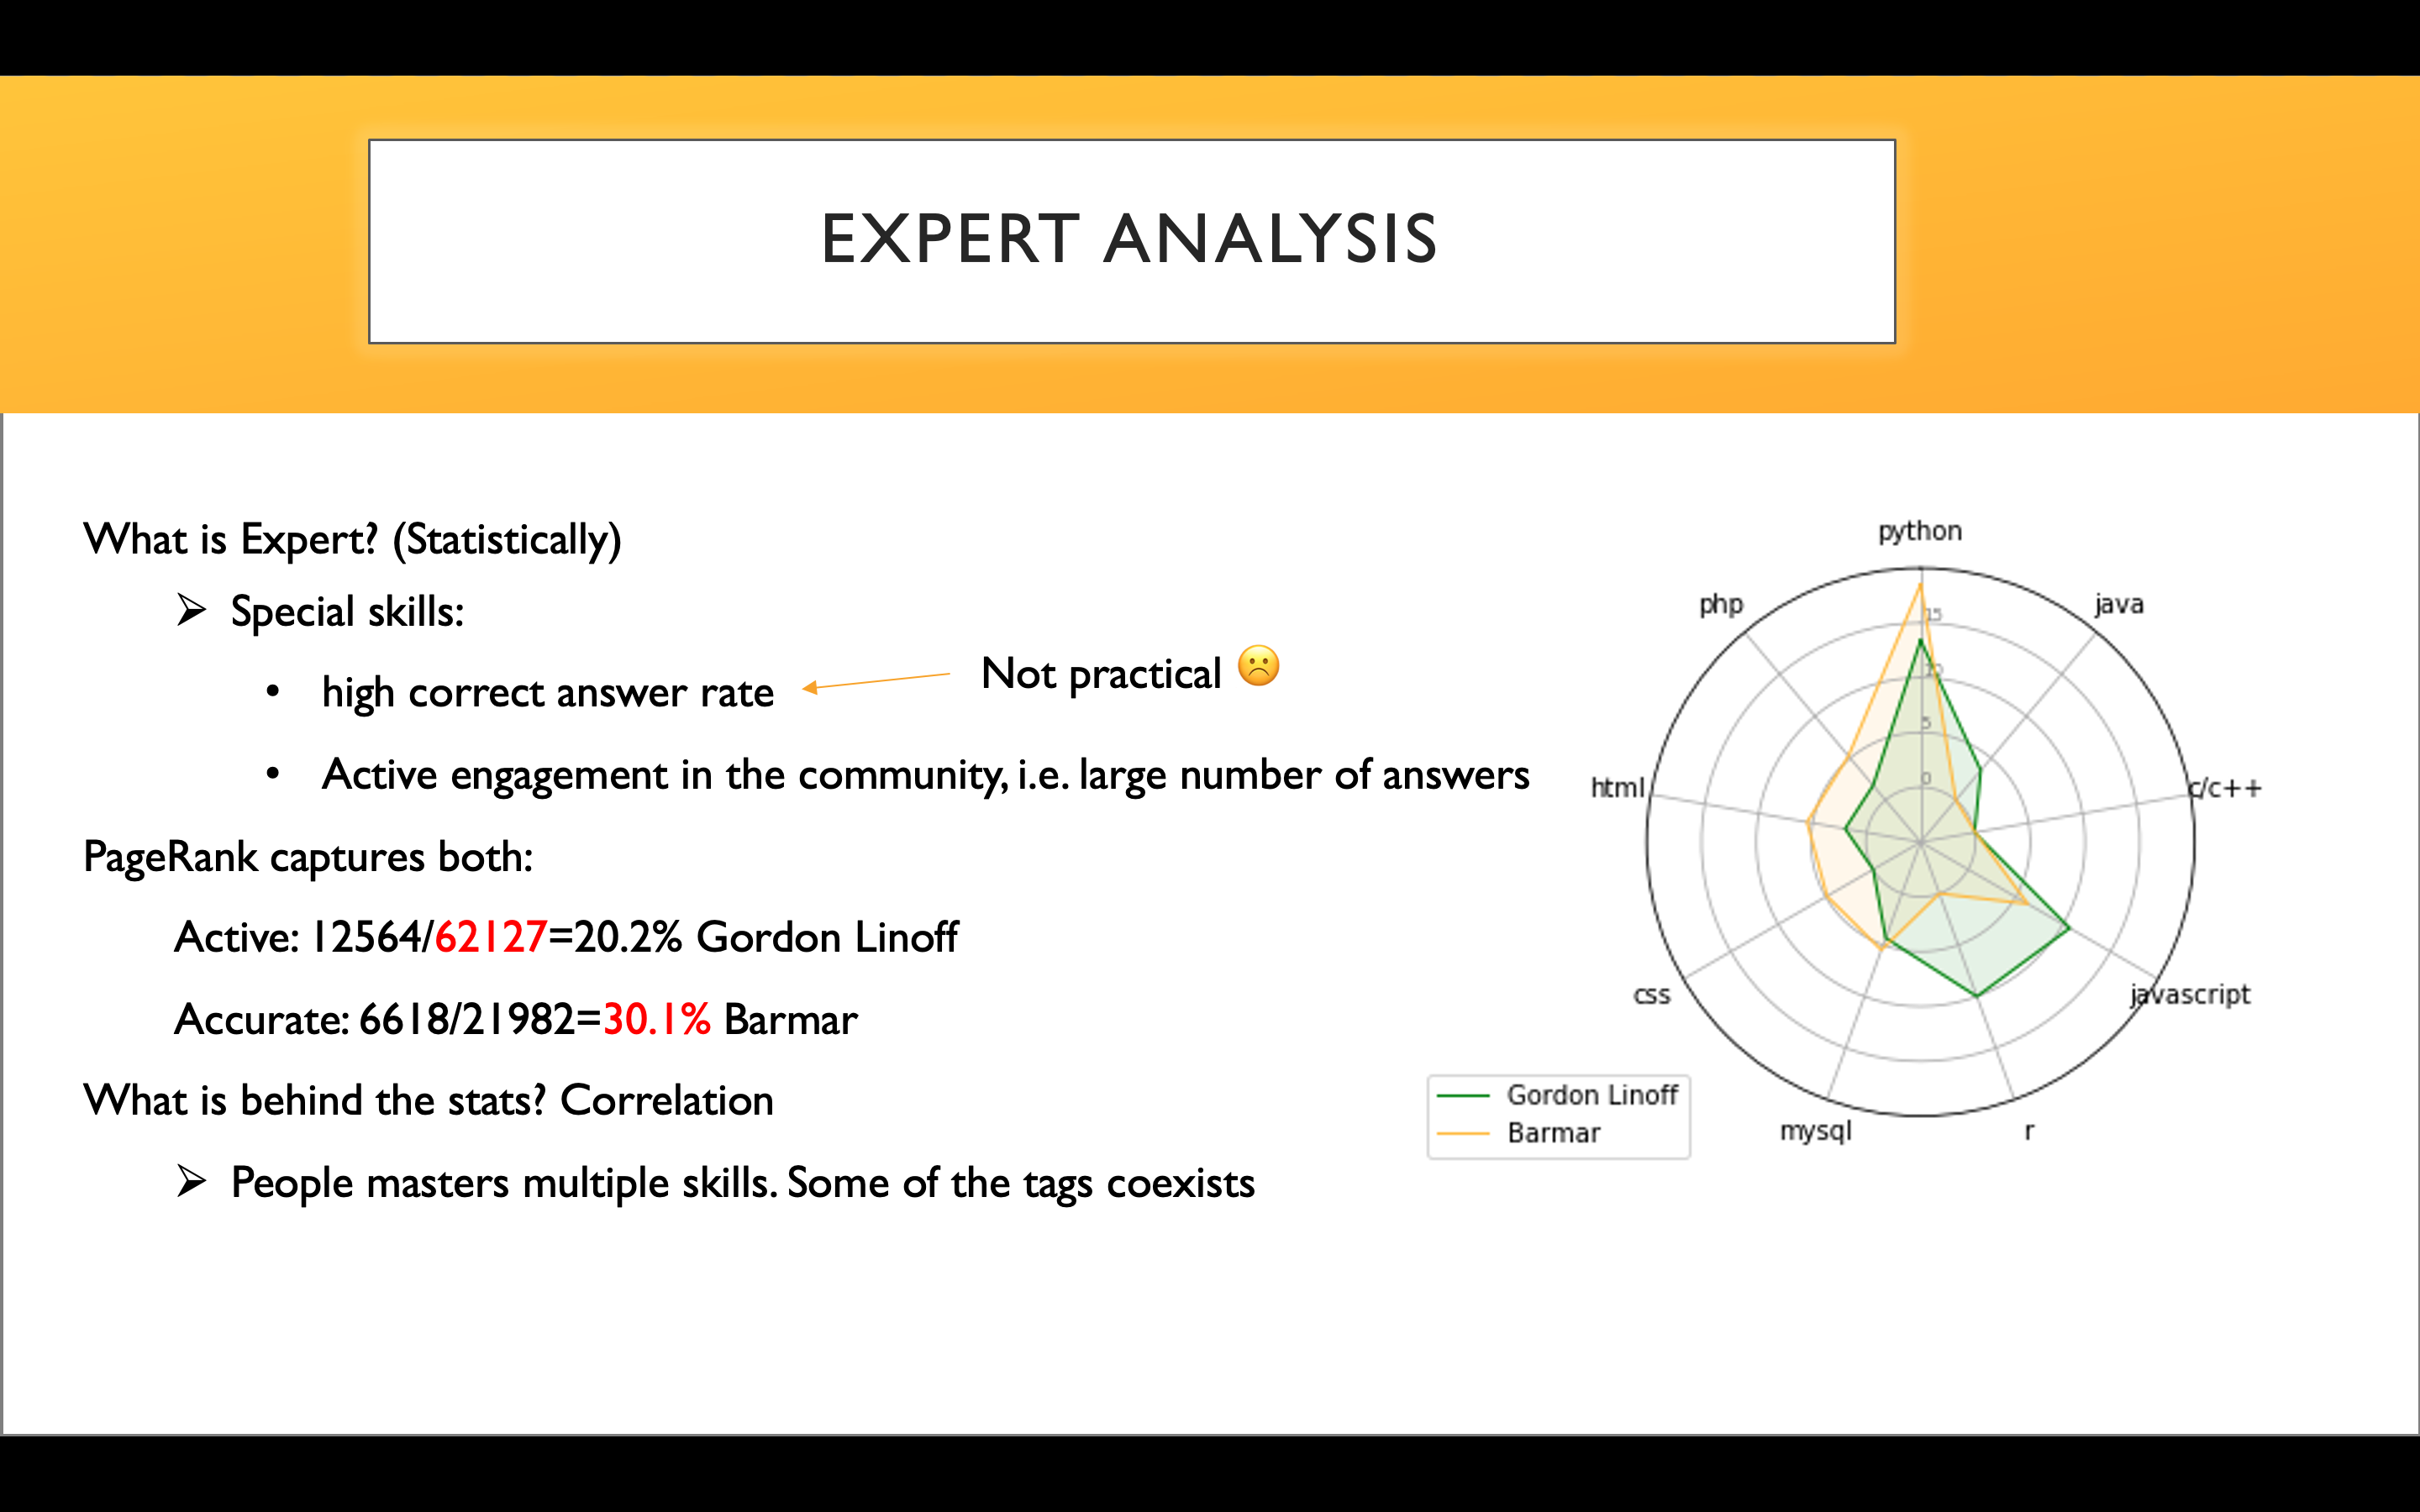 EXPERT ANALYSIS
What is Expert? (Statistically)
➢ Special skills:
• high correct answer rate
Not practical ☹️
• Active engagement in the community, i.e. large number of answers
PageRank captures both:
Active: 12564/62127=20.2% Gordon Linoff
Accurate: 6618/21982=30.1% Barmar
What is behind the stats? Correlation
➢ People masters multiple skills. Some of the tags coexists
python
java
c/c++
javascript
r
mysql
css
html
php
15
10
5
0
Gordon Linoff
Barmar